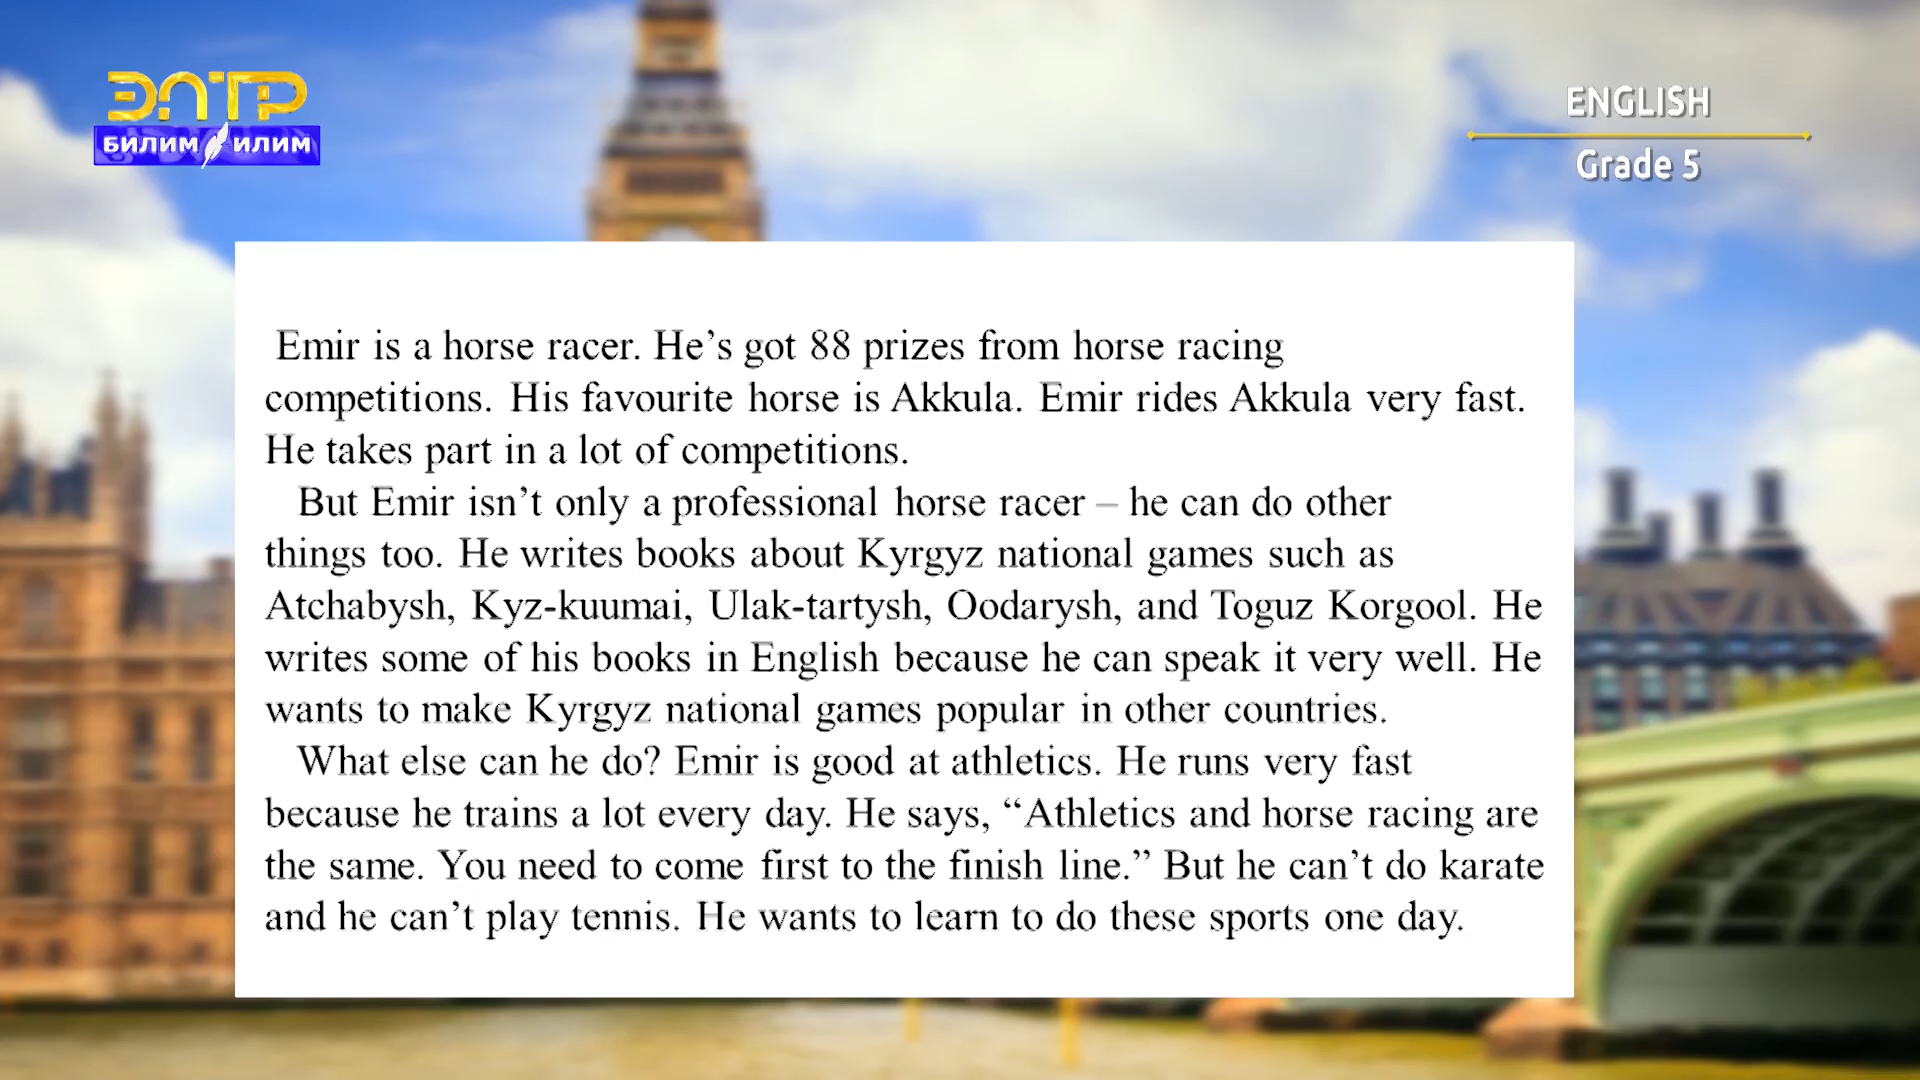 ЭЛТР
БИЛИМ ИЛИМ
ENGLISH
Grade 5
Emir is a horse racer. He’s got 88 prizes from horse racing
competitions. His favourite horse is Akkula. Emir rides Akkula very fast.
He takes part in a lot of competitions.
But Emir isn’t only a professional horse racer – he can do other
things too. He writes books about Kyrgyz national games such as
Atchabysh, Kyz-kuumai, Ulak-tartysh, Oodarysh, and Toguz Korgool. He
writes some of his books in English because he can speak it very well. He
wants to make Kyrgyz national games popular in other countries.
What else can he do? Emir is good at athletics. He runs very fast
because he trains a lot every day. He says, “Athletics and horse racing are
the same. You need to come first to the finish line.” But he can’t do karate
and he can’t play tennis. He wants to learn to do these sports one day.